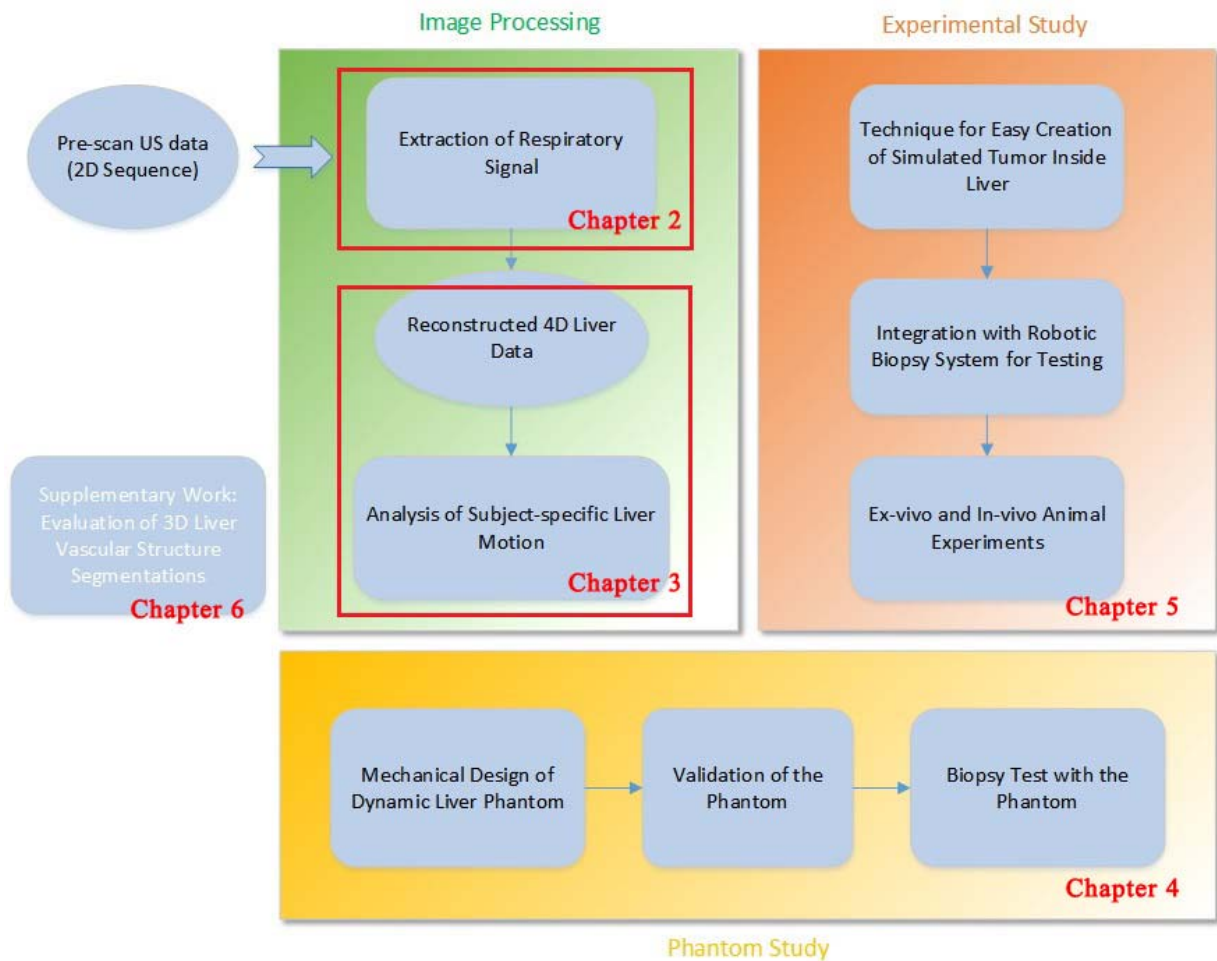 Image Processing
Experimental Study
Pre-scan US data
(2D Sequence)
Extraction of Respiratory
Signal
Chapter 2
Reconstructed 4D Liver
Data
Analysis of Subject-specific Liver
Motion
Chapter 3
Supplementary Work:
Evaluation of 3D Liver
Vascular Structure
Segmentations
Chapter 6
Technique for Easy Creation
of Simulated Tumor Inside
Liver
Integration with Robotic
Biopsy System for Testing
Ex-vivo and In-vivo Animal
Experiments
Chapter 5
Mechanical Design of
Dynamic Liver Phantom
Validation of the
Phantom
Biopsy Test with the
Phantom
Chapter 4
Phantom Study